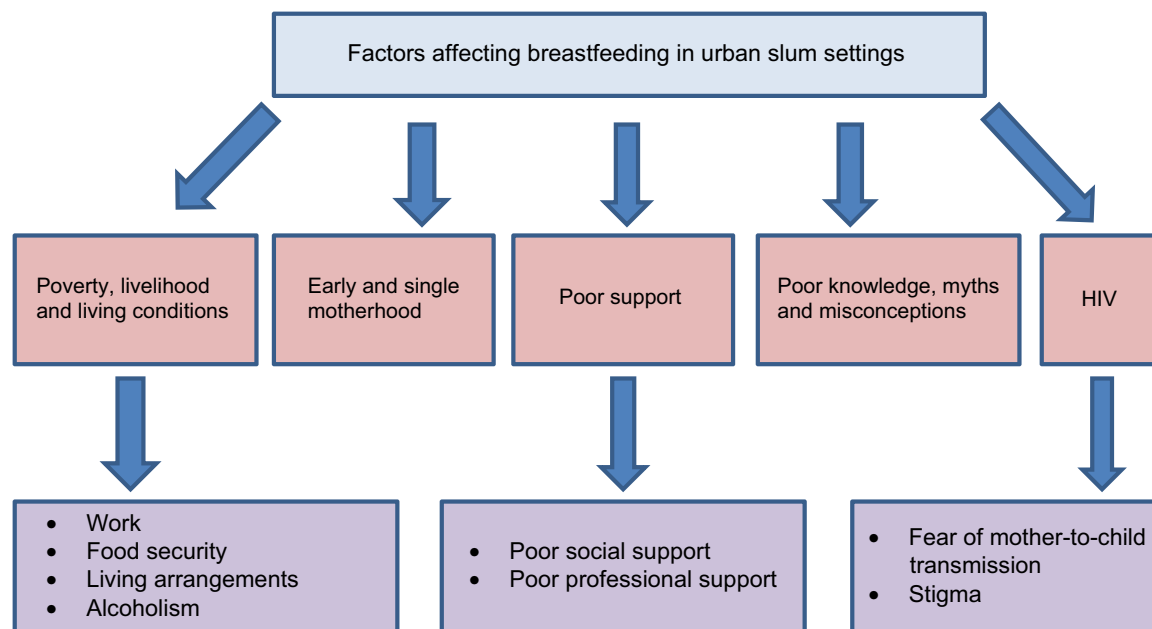 Factors affecting breastfeeding in urban slum settings
Poverty, livelihood
and living conditions
Early and single
motherhood
Poor support
Poor knowledge, myths
and misconceptions
HIV
• Work
• Food security
• Living arrangements
• Alcoholism
• Poor social support
• Poor professional support
• Fear of mother-to-child
transmission
• Stigma